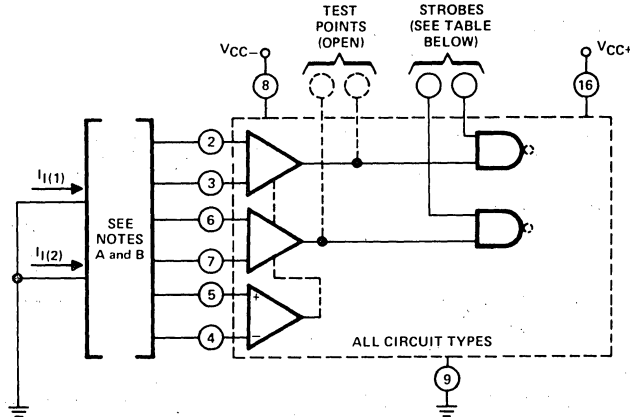 TEST
POINTS
(OPEN)
STROBES
(SEE TABLE
BELOW)
VCC-
VCC+
8
16
2
3
6
7
5
4
+
−
II(1)
II(2)
SEE
NOTES
A and B
ALL CIRCUIT TYPES
9